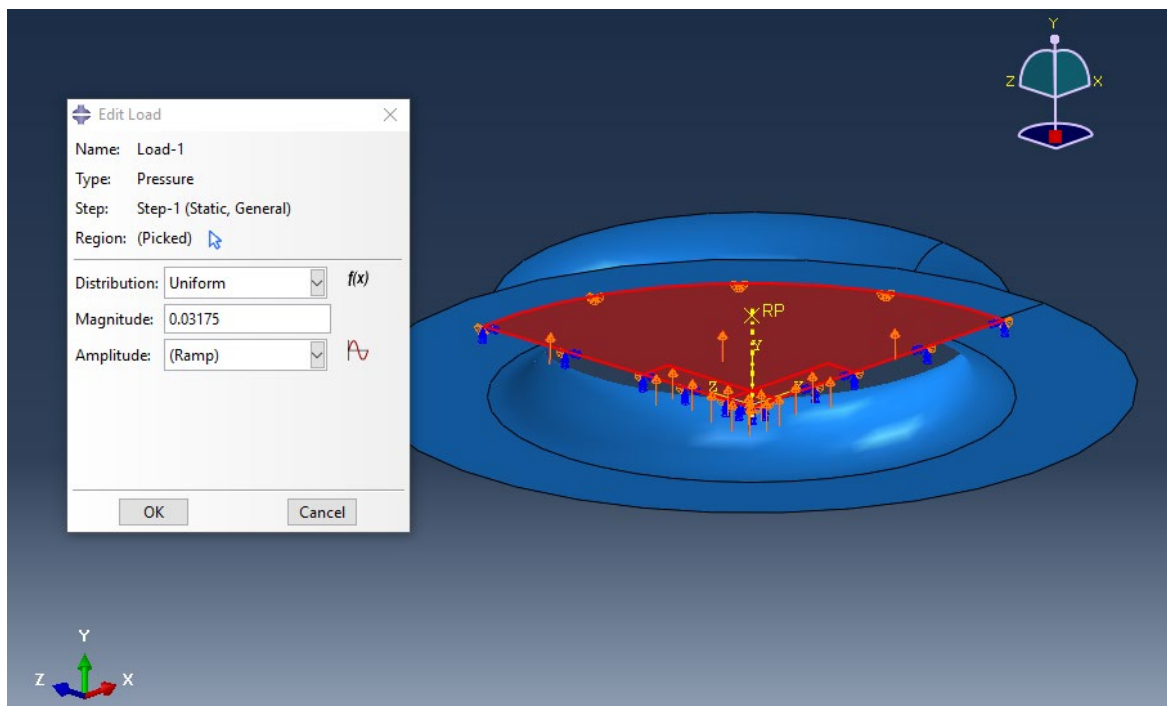 Edit Load
Name: Load-1
Type: Pressure
Step: Step-1 (Static, General)
Region: (Picked)
Distribution: Uniform f(x)
Magnitude: 0.03175
Amplitude: (Ramp)
OK Cancel
Y
Z X
RP
Y
Z X
Y
Z X